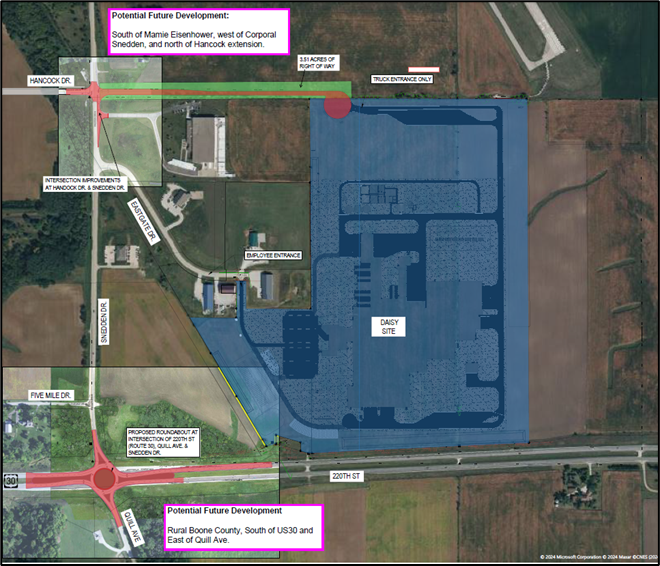 Potential Future Development:
South of Mamie Eisenhower, west of Corporal
Snedden, and north of Hancock extension.
3.51 ACRES OF
RIGHT OF WAY
TRUCK ENTRANCE ONLY
HANCOCK DR.
INTERSECTION IMPROVEMENTS
AT HANCOCK DR. & SNEDDEN DR.
EASTGATE DR.
EMPLOYEE ENTRANCE
SNEDDEN DR.
DAISY
SITE
FIVE MILE DR.
PROPOSED ROUNDABOUT AT
INTERSECTION OF 220TH ST
(ROUTE 30), QUILL AVE. &
SNEDDEN DR.
30
220TH ST
QUILL AVE
Potential Future Development
Rural Boone County, South of US30 and
East of Quill Ave.
© 2024 Microsoft Corporation © 2024 Maxar ©CNES (202